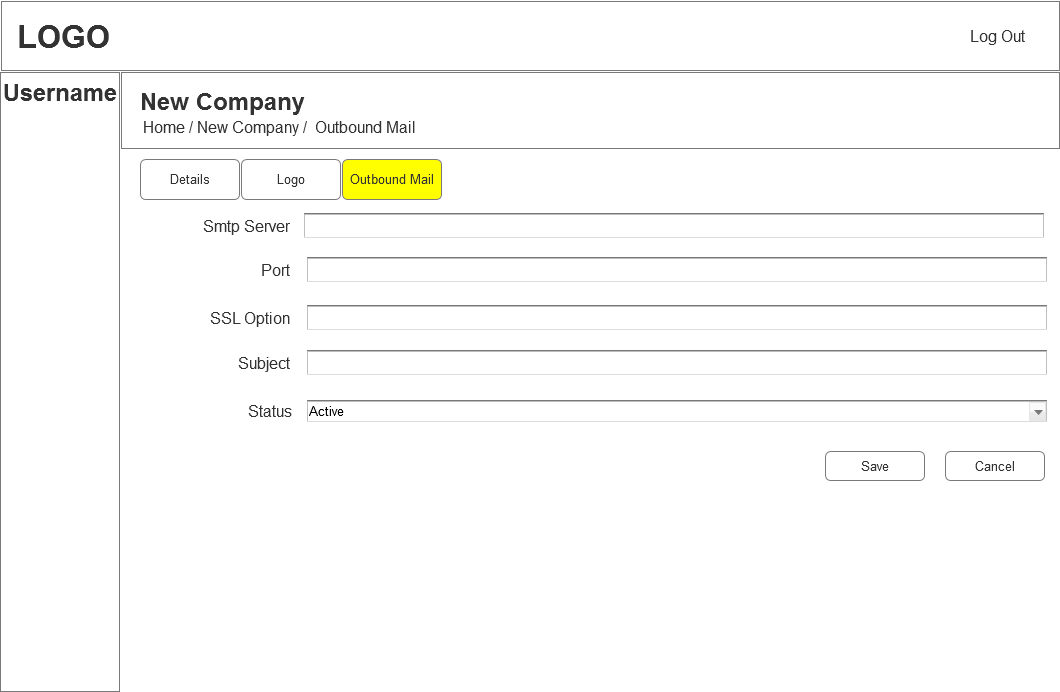 LOGO
Log Out
Username
New Company
Home / New Company /  Outbound Mail
Details
Logo
Outbound Mail
Smtp Server
Port
SSL Option
Subject
Status
Active
Save
Cancel